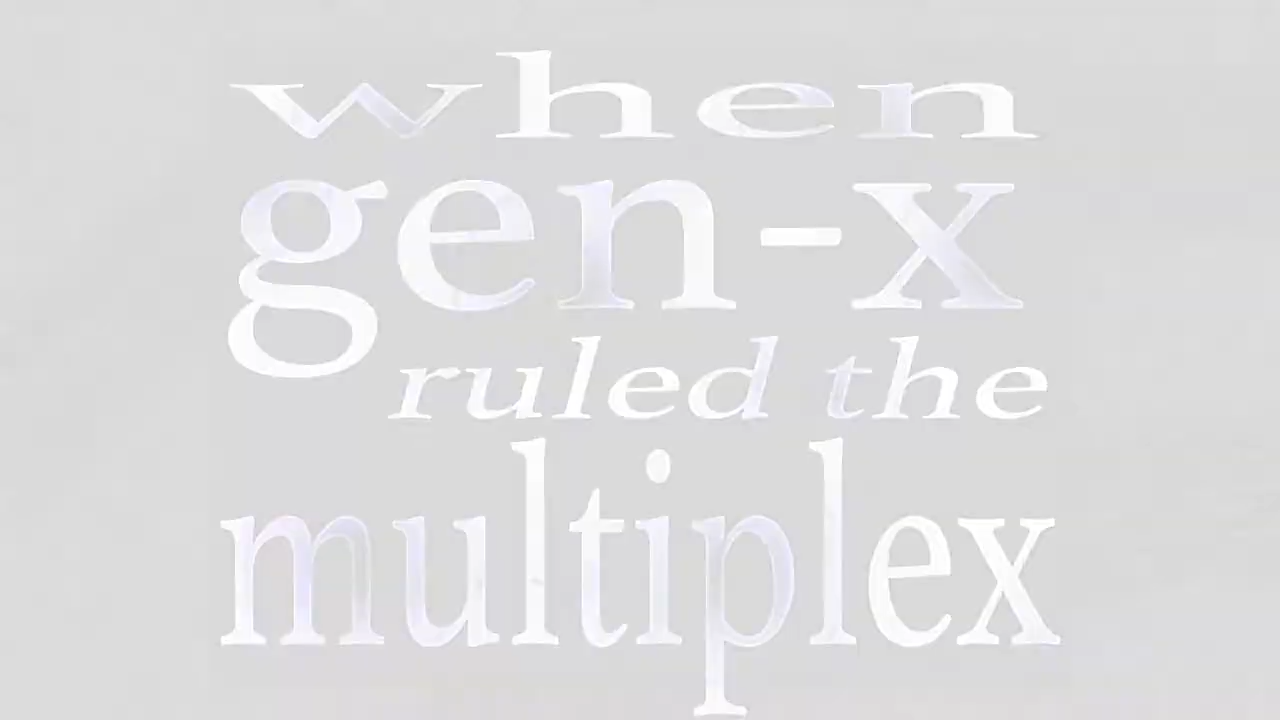 when
gen-x
ruled the
multiplex